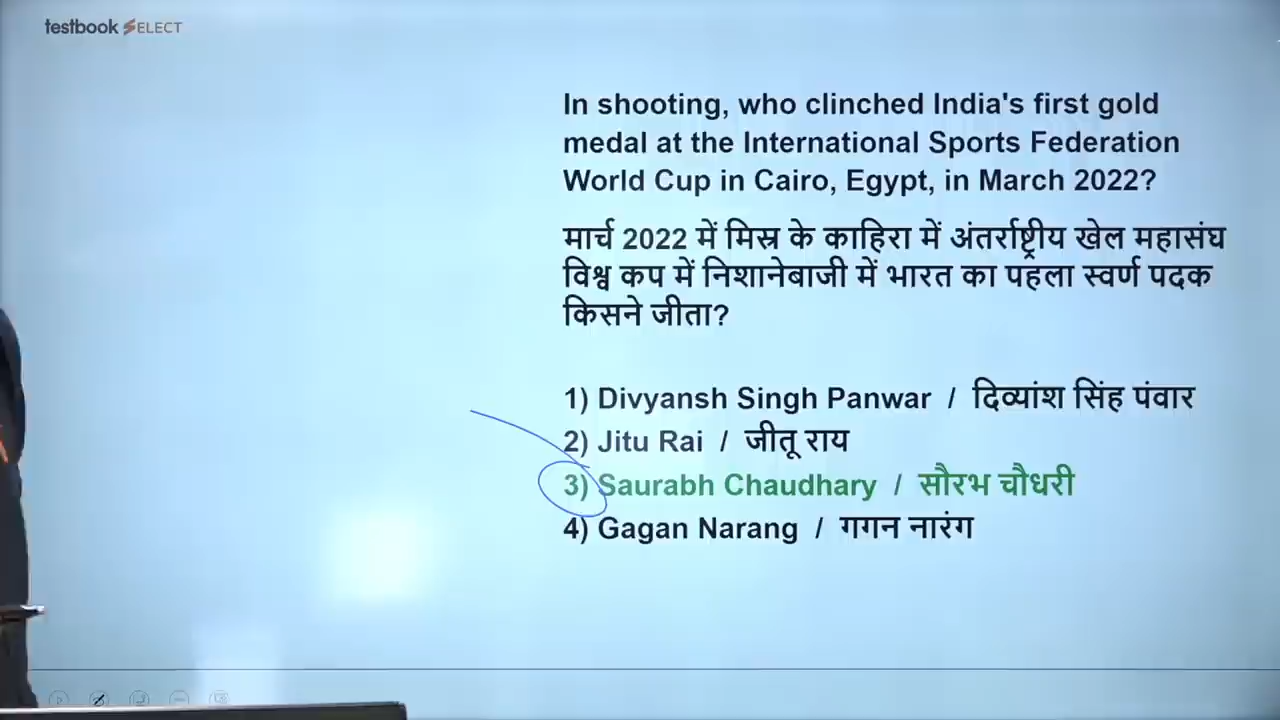 testbook SELECT
In shooting, who clinched India's first gold
medal at the International Sports Federation
World Cup in Cairo, Egypt, in March 2022?
मार्च 2022 में मिस्र के काहिरा में अंतर्राष्ट्रीय खेल महासंघ
विश्व कप में निशानेबाजी में भारत का पहला स्वर्ण पदक
किसने जीता?
1) Divyansh Singh Panwar / दिव्यांश सिंह पंवार
2) Jitu Rai / जीतू राय
3) Saurabh Chaudhary / सौरभ चौधरी
4) Gagan Narang / गगन नारंग